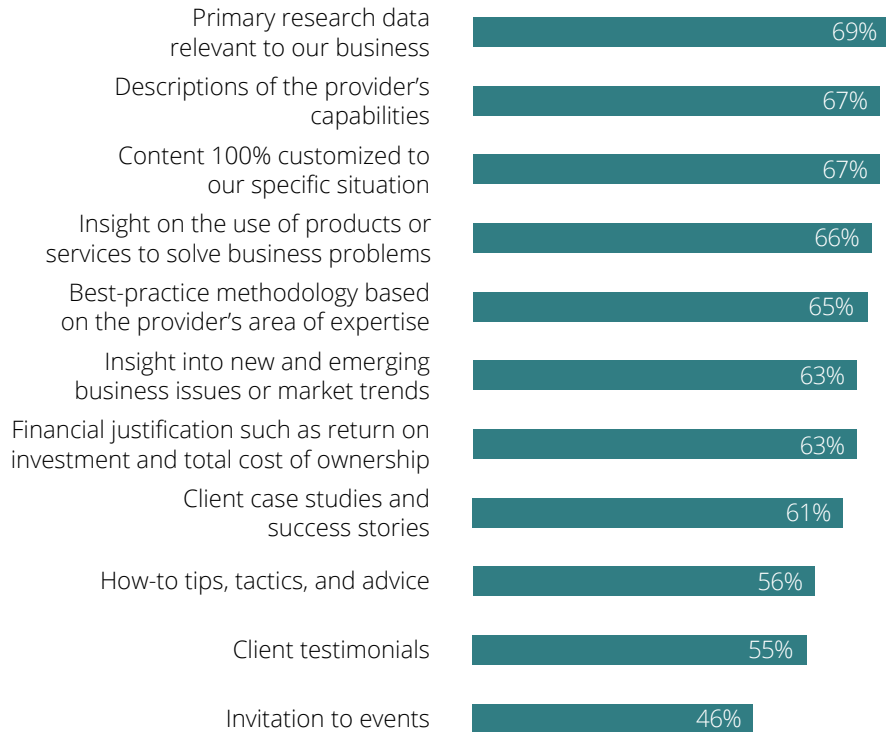 Primary research data
relevant to our business
69%
Descriptions of the provider’s
capabilities
67%
Content 100% customized to
our specific situation
67%
Insight on the use of products or
services to solve business problems
66%
Best-practice methodology based
on the provider’s area of expertise
65%
Insight into new and emerging
business issues or market trends
63%
Financial justification such as return on
investment and total cost of ownership
63%
Client case studies and
success stories
61%
How-to tips, tactics, and advice
56%
Client testimonials
55%
Invitation to events
46%